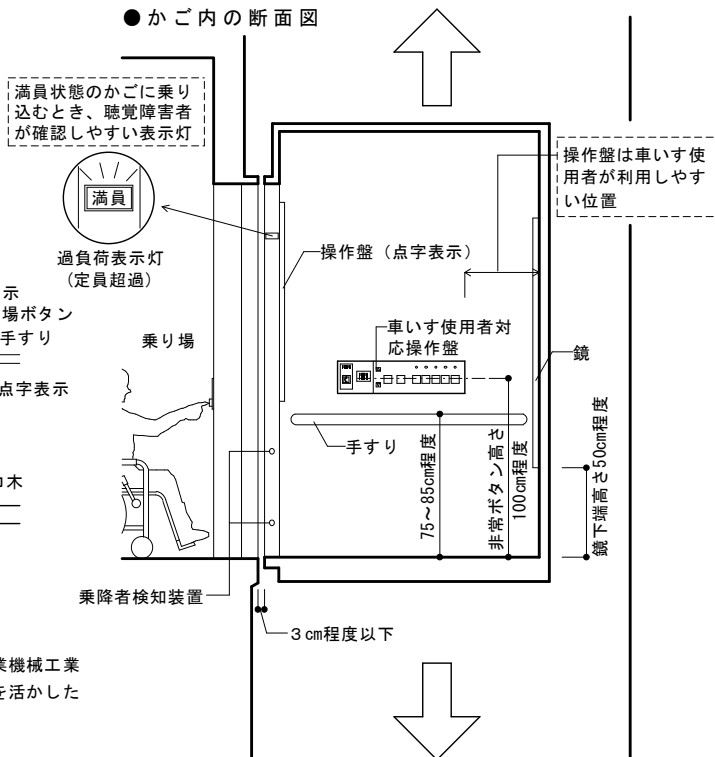 ●かご内の断面図
満員状態のかごに乗り
込むとき、聴覚障害者
が確認しやすい表示灯
満員
過負荷表示灯
(定員超過)
操作盤は車いす使
用者が利用しやす
い位置
操作盤（点字表示）
示
場ボタン
手すり
乗り場
車いす使用者対
応操作盤
鏡
点字表示
手すり
75～85cm程度
非常ボタン高さ
100cm程度
鏡下端高さ50cm程度
木
乗降者検知装置
3cm程度以下
業機械工業
を活かした